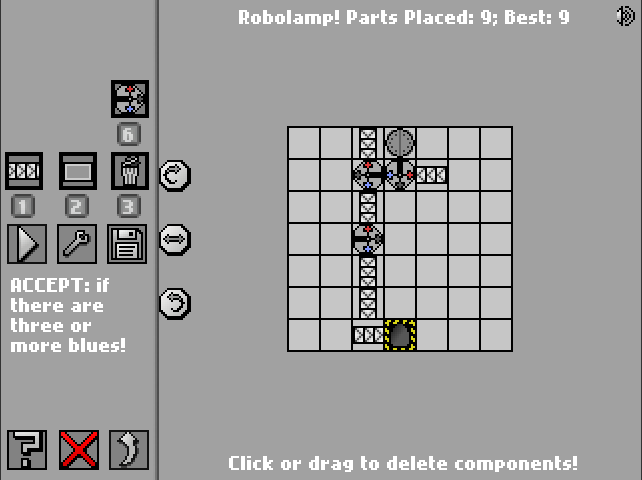 Robolamp! Parts Placed: 9; Best: 9
6
1 2 3
ACCEPT: if
there are
three or
more blues!
?
Click or drag to delete components!